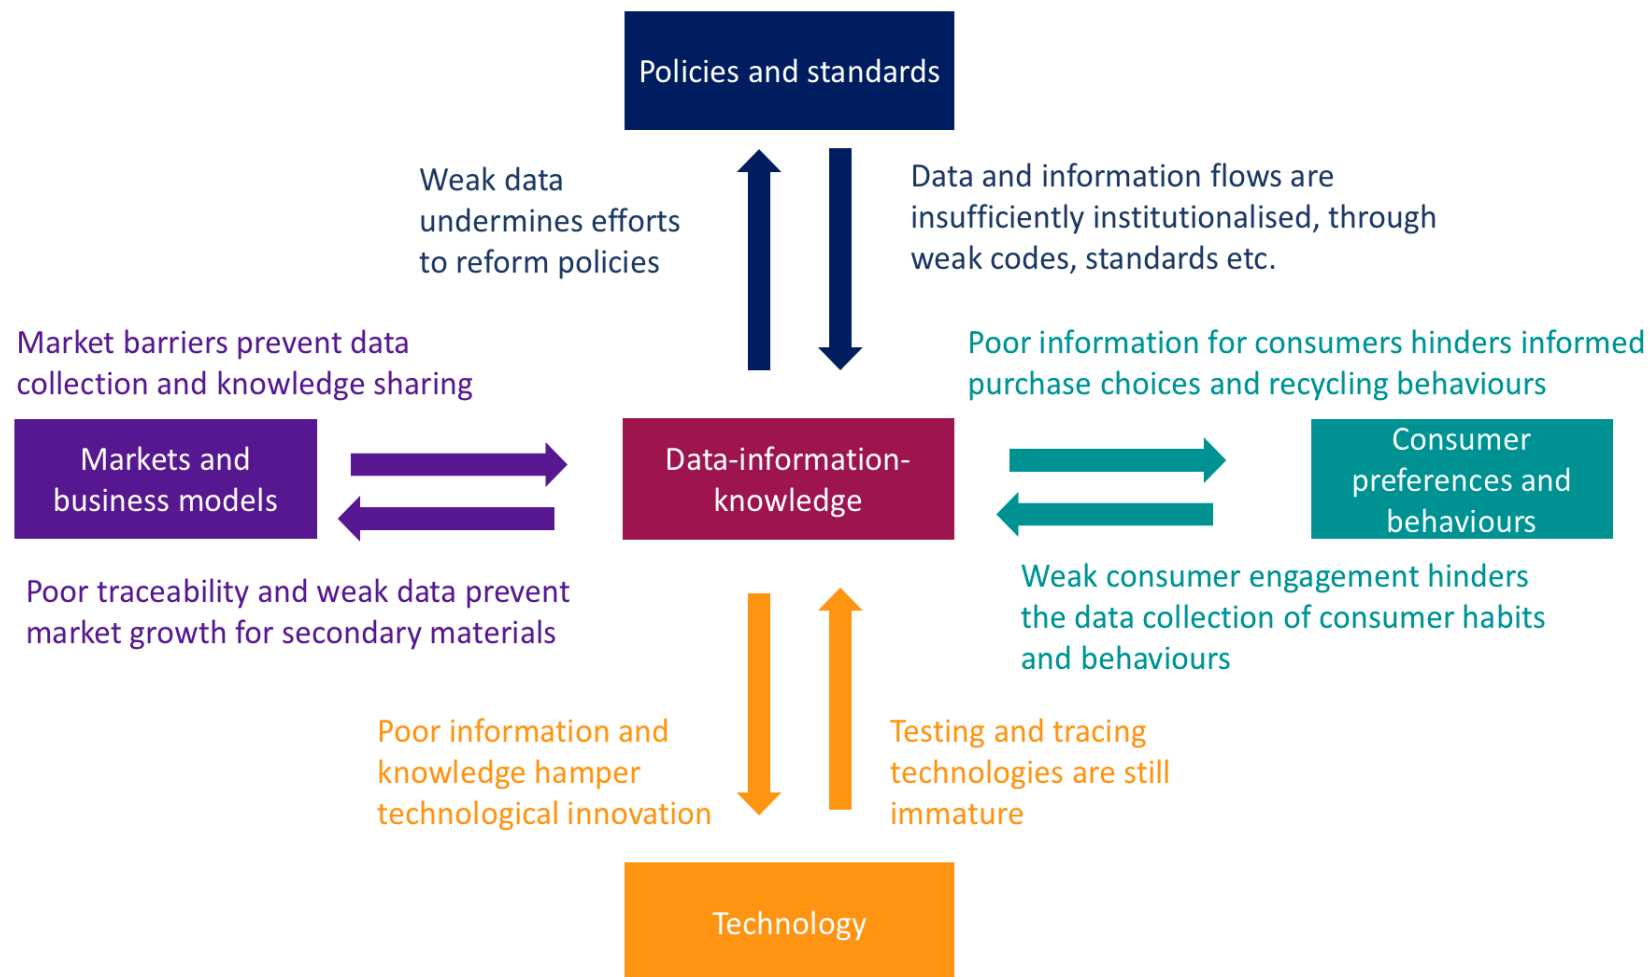 Policies and standards
Weak data
undermines efforts
to reform policies
Data and information flows are
insufficiently institutionalised, through
weak codes, standards etc.
Market barriers prevent data
collection and knowledge sharing
Poor information for consumers hinders informed
purchase choices and recycling behaviours
Markets and
business models
Data-information-
knowledge
Consumer
preferences and
behaviours
Poor traceability and weak data prevent
market growth for secondary materials
Weak consumer engagement hinders
the data collection of consumer habits
and behaviours
Poor information and
knowledge hamper
technological innovation
Testing and tracing
technologies are still
immature
Technology